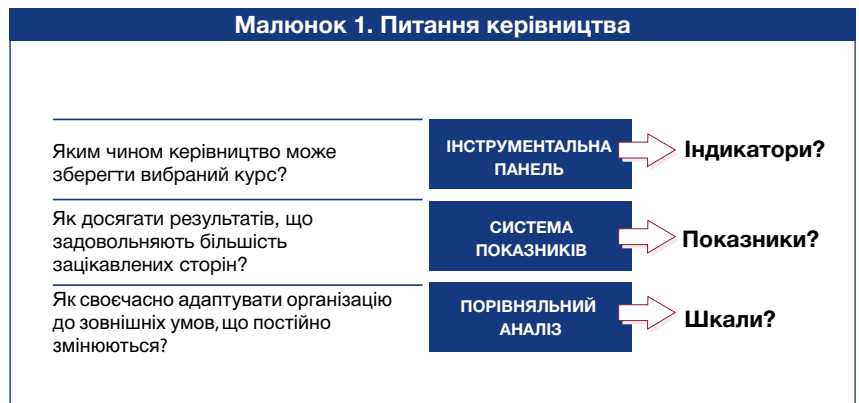 Малюнок 1. Питання керівництва
Яким чином керівництво може
зберегти вибраний курс?
ІНСТРУМЕНТАЛЬНА
ПАНЕЛЬ
Індикатори?
Як досягати результатів, що
задовольняють більшість
зацікавлених сторін?
СИСТЕМА
ПОКАЗНИКІВ
Показники?
Як своєчасно адаптувати організацію
до зовнішніх умов, що постійно
змінюються?
ПОРІВНЯЛЬНИЙ
АНАЛІЗ
Шкали?